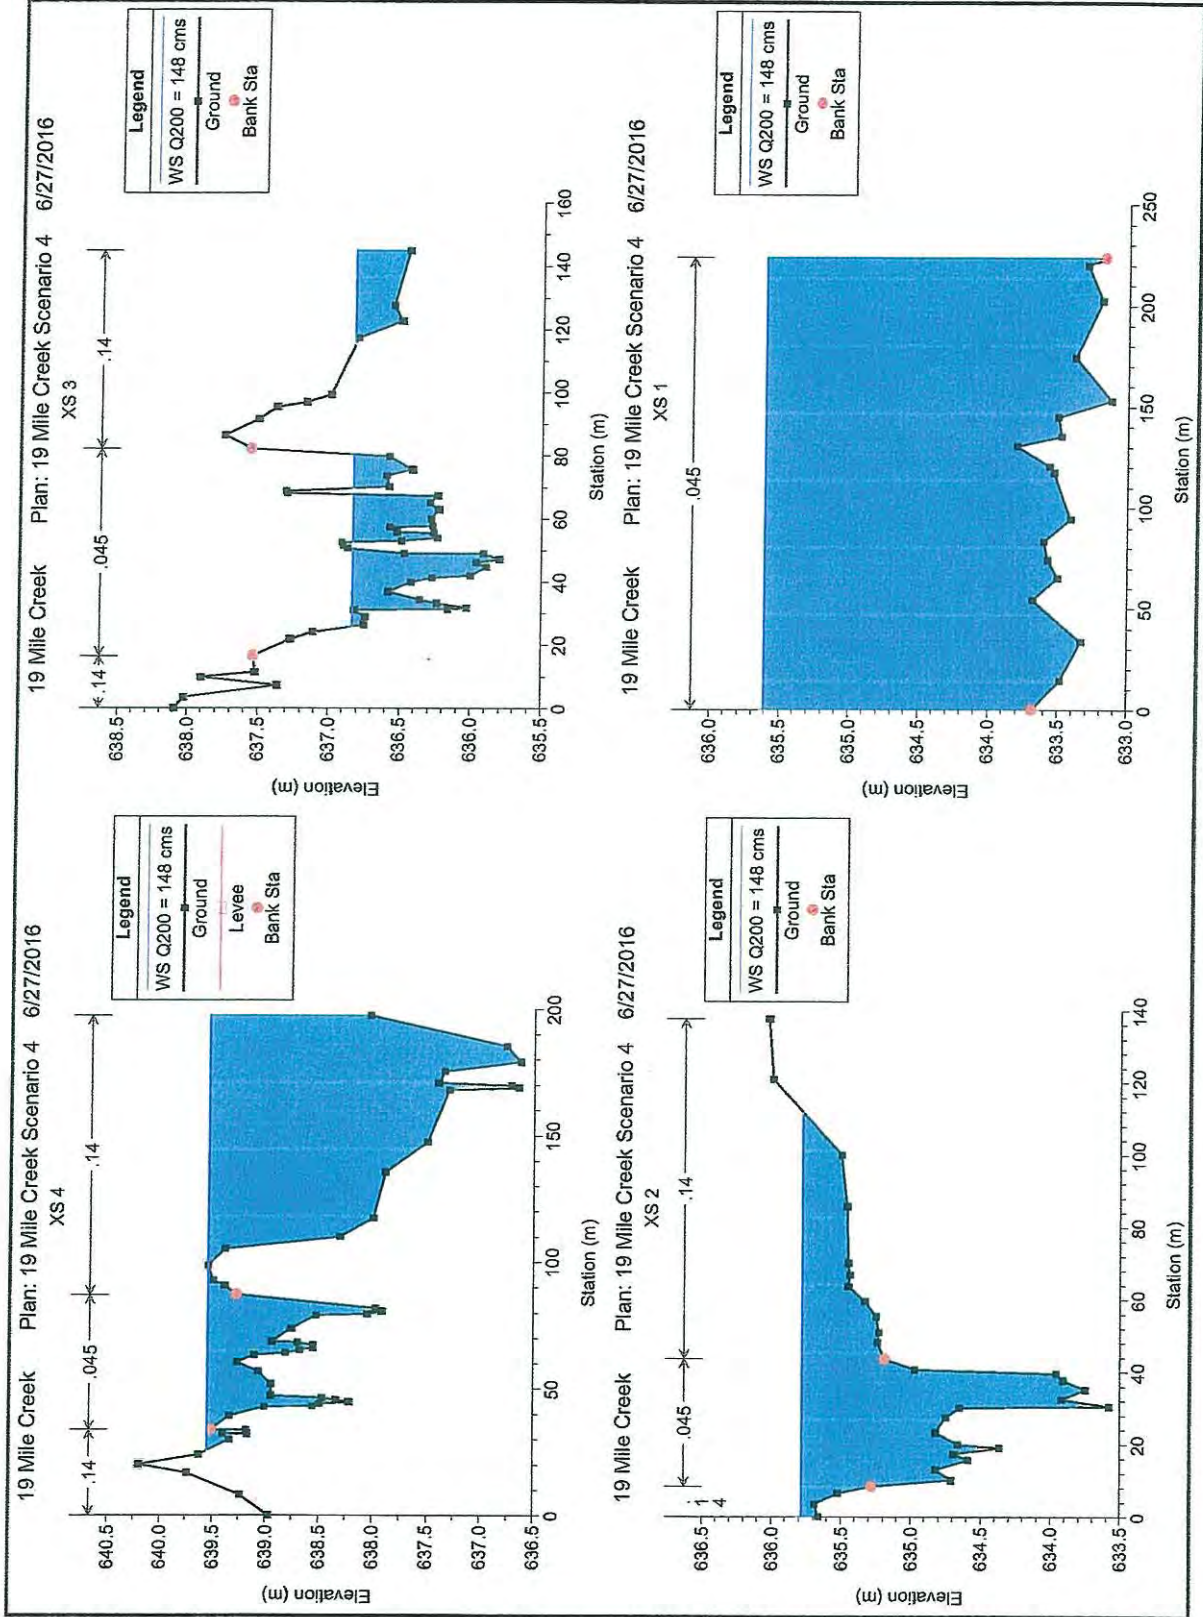 19 Mile Creek Plan: 19 Mile Creek Scenario 4 6/27/2016
XS 4
.14
.045
.14
Legend
WS Q200 = 148 cms
Ground
Levee
Bank Sta
Elevation (m)
640.5
640.0
639.5
639.0
638.5
638.0
637.5
637.0
636.5
0
50
100
150
200
Station (m)
19 Mile Creek Plan: 19 Mile Creek Scenario 4 6/27/2016
XS 3
.14
.045
.14
Legend
WS Q200 = 148 cms
Ground
Bank Sta
Elevation (m)
638.5
638.0
637.5
637.0
636.5
636.0
635.5
0
20
40
60
80
100
120
140
160
Station (m)
19 Mile Creek Plan: 19 Mile Creek Scenario 4 6/27/2016
XS 2
.
1
4
.045
.14
Legend
WS Q200 = 148 cms
Ground
Bank Sta
Elevation (m)
636.5
636.0
635.5
635.0
634.5
634.0
633.5
0
20
40
60
80
100
120
140
Station (m)
19 Mile Creek Plan: 19 Mile Creek Scenario 4 6/27/2016
XS 1
.045
Legend
WS Q200 = 148 cms
Ground
Bank Sta
Elevation (m)
636.0
635.5
635.0
634.5
634.0
633.5
633.0
0
50
100
150
200
250
Station (m)